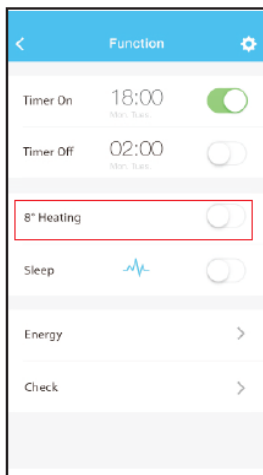 Function
Timer On 18:00
Mon. Tues.
Timer Off 02:00
Mon. Tues.
8° Heating
Sleep
Energy
Check